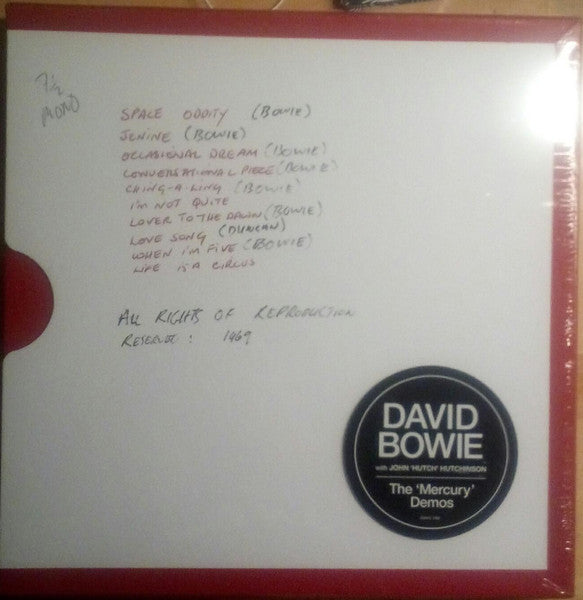 7½
MONO
SPACE ODDITY (BOWIE)
JENINE (BOWIE)
OCCASIONAL DREAM (BOWIE)
CONVERSATIONAL PIECE (BOWIE)
CHING-A-LING (BOWIE)
I'M NOT QUITE
LOVER TO THE DAWN (BOWIE)
LOVE SONG (DUNCAN)
WHEN I'M FIVE (BOWIE)
LIFE IS A CIRCUS
ALL RIGHTS OF REPRODUCTION
: 1969
DAVID
BOWIE
with JOHN 'HUTCH' HUTCHINSON
The 'Mercury'
Demos